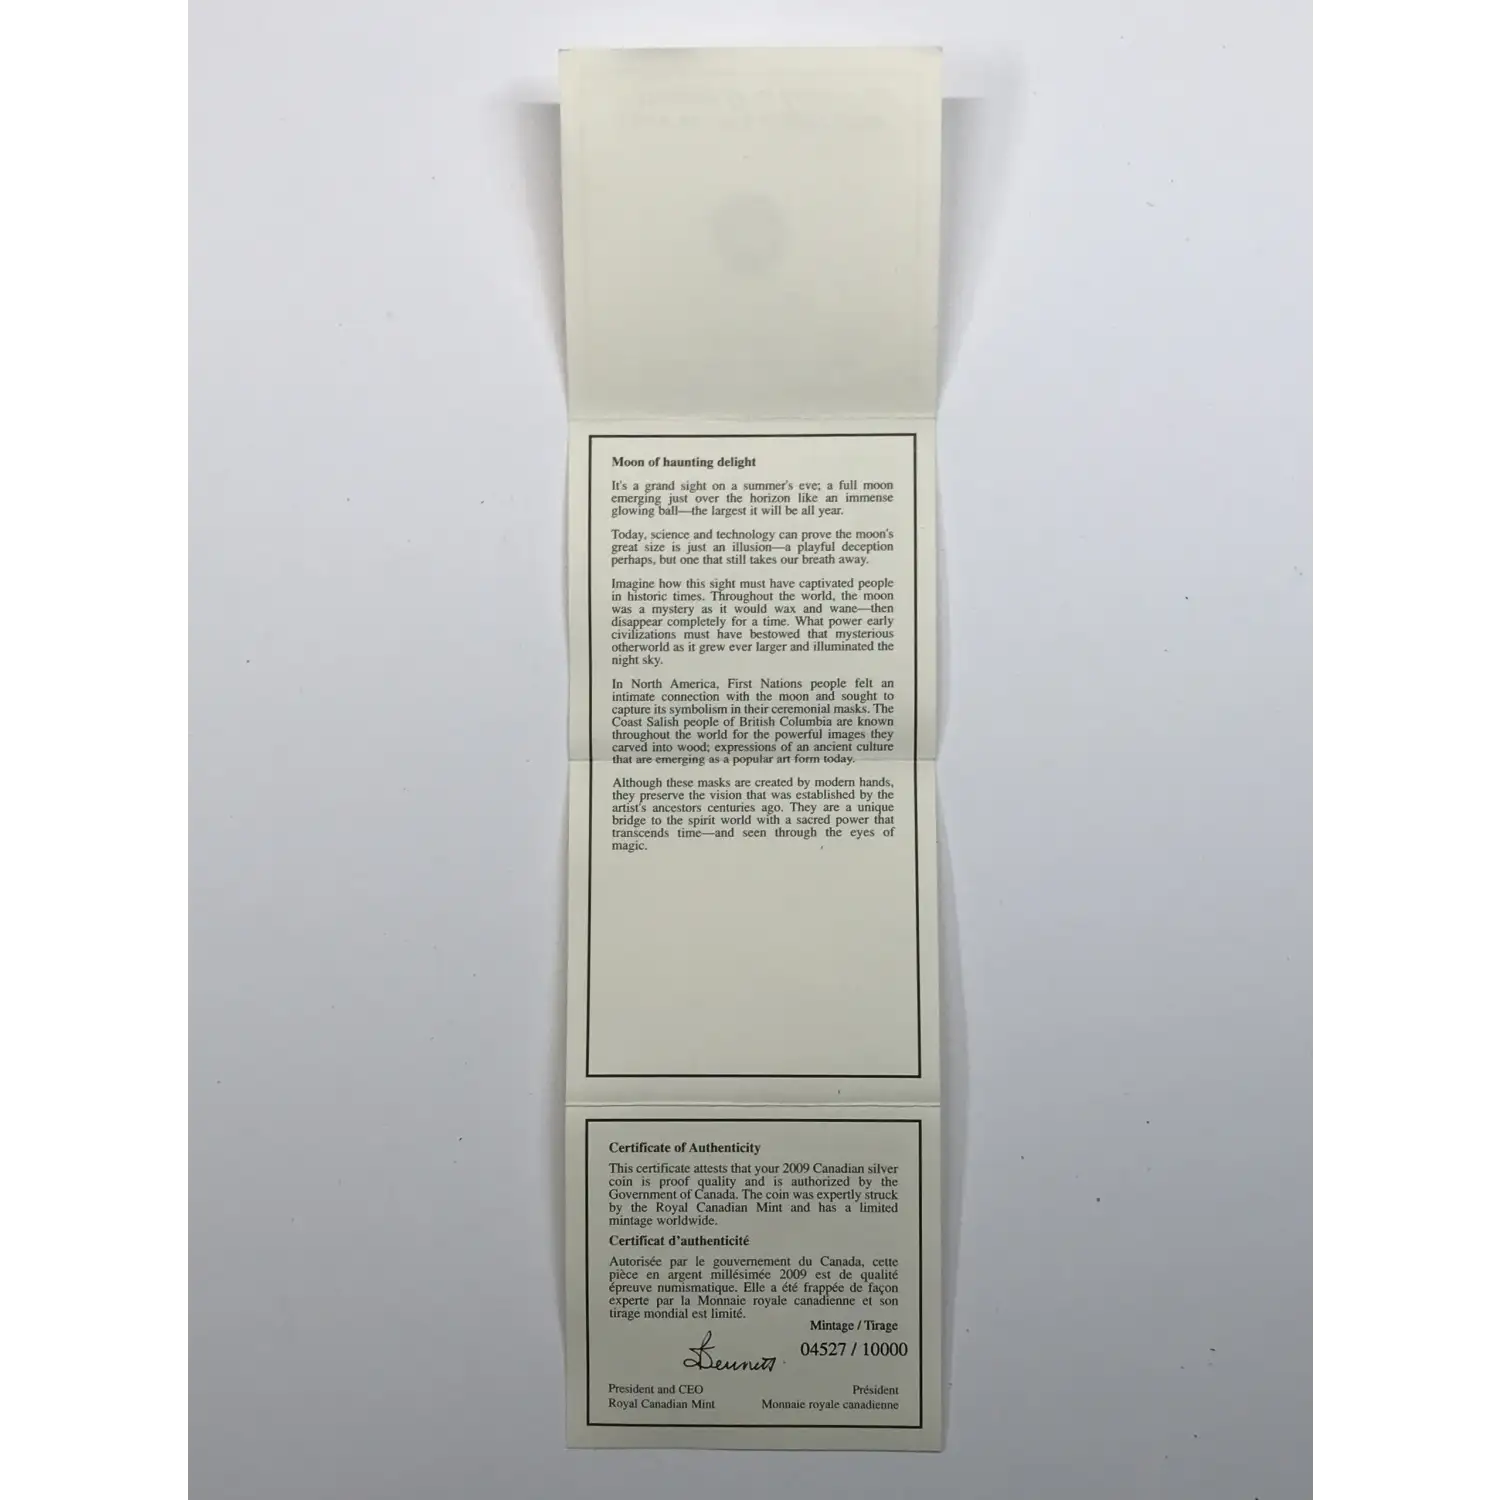 Moon of haunting delight
It's a grand sight on a summer's eve; a full moon
emerging just over the horizon like an immense
glowing ball—the largest it will be all year.
Today, science and technology can prove the moon's
great size is just an illusion—a playful deception
perhaps, but one that still takes our breath away.
Imagine how this sight must have captivated people
in historic times. Throughout the world, the moon
was a mystery as it would wax and wane—then
disappear completely for a time. What power early
civilizations must have bestowed that mysterious
otherworld as it grew ever larger and illuminated the
night sky.
In North America, First Nations people felt an
intimate connection with the moon and sought to
capture its symbolism in their ceremonial masks. The
Coast Salish people of British Columbia are known
throughout the world for the powerful images they
carved into wood; expressions of an ancient culture
that are emerging as a popular art form today.
Although these masks are created by modern hands,
they preserve the vision that was established by the
artist's ancestors centuries ago. They are a unique
bridge to the spirit world with a sacred power that
transcends time—and seen through the eyes of
magic.
Certificate of Authenticity
This certificate attests that your 2009 Canadian silver
coin is proof quality and is authorized by the
Government of Canada. The coin was expertly struck
by the Royal Canadian Mint and has a limited
mintage worldwide.
Certificat d'authenticité
Autorisée par le gouvernement du Canada, cette
pièce en argent millésimée 2009 est de qualité
épreuve numismatique. Elle a été frappée de façon
experte par la Monnaie royale canadienne et son
tirage mondial est limité.
Mintage / Tirage
04527 / 10000
Bennett
President and CEO
Royal Canadian Mint
Président
Monnaie royale canadienne